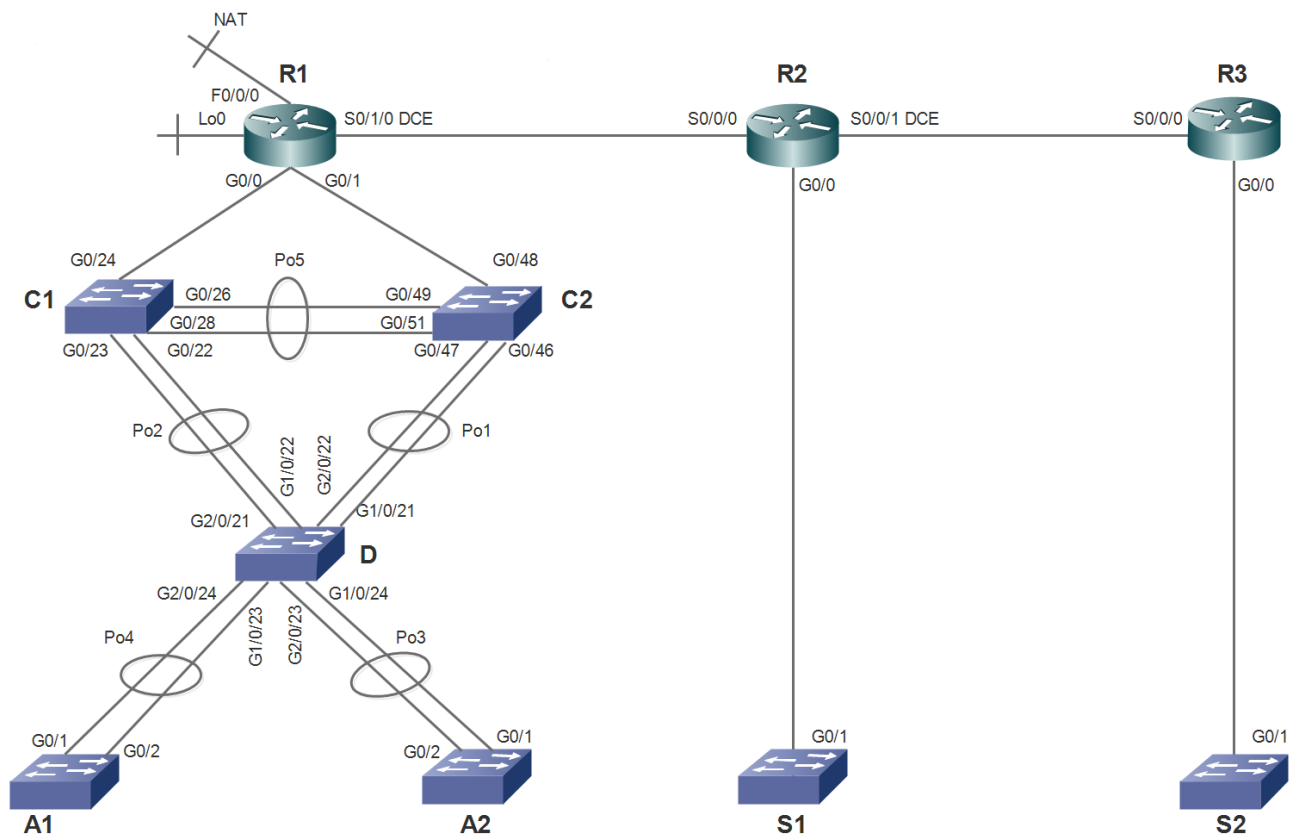 NAT
R1
R2
R3
F0/0/0
Lo0
S0/1/0 DCE
S0/0/0
S0/0/1 DCE
S0/0/0
G0/0
G0/1
G0/0
G0/0
G0/24
Po5
G0/48
C1
G0/26
G0/49
C2
G0/28
G0/51
G0/23
G0/22
G0/47
G0/46
Po2
Po1
G1/0/22
G2/0/22
G2/0/21
G1/0/21
D
G2/0/24
G1/0/24
G1/0/23
G2/0/23
Po4
Po3
G0/1
G0/2
G0/2
G0/1
G0/1
G0/1
A1
A2
S1
S2